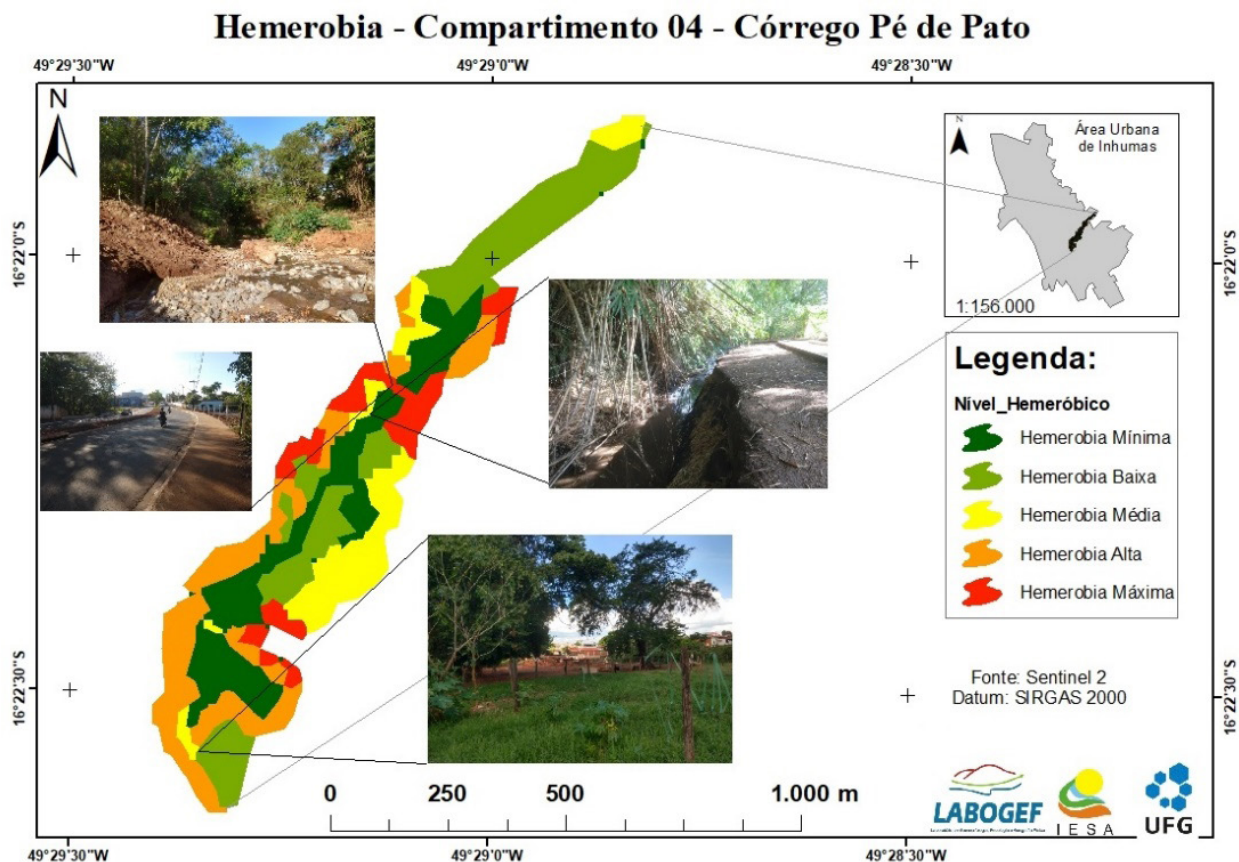 Hemerobia - Compartimento 04 - Córrego Pé de Pato
49°29'30"W
49°29'0"W
49°28'30"W
N
N
Área Urbana
de Inhumas
1:156.000
16°22'0"S
16°22'0"S
Legenda:
Nível_Hemeróbico
Hemerobia Mínima
Hemerobia Baixa
Hemerobia Média
Hemerobia Alta
Hemerobia Máxima
16°22'30"S
16°22'30"S
Fonte: Sentinel 2
Datum: SIRGAS 2000
0 250 500 1.000 m
LABOGEF
IESA
UFG
49°29'30"W
49°29'0"W
49°28'30"W